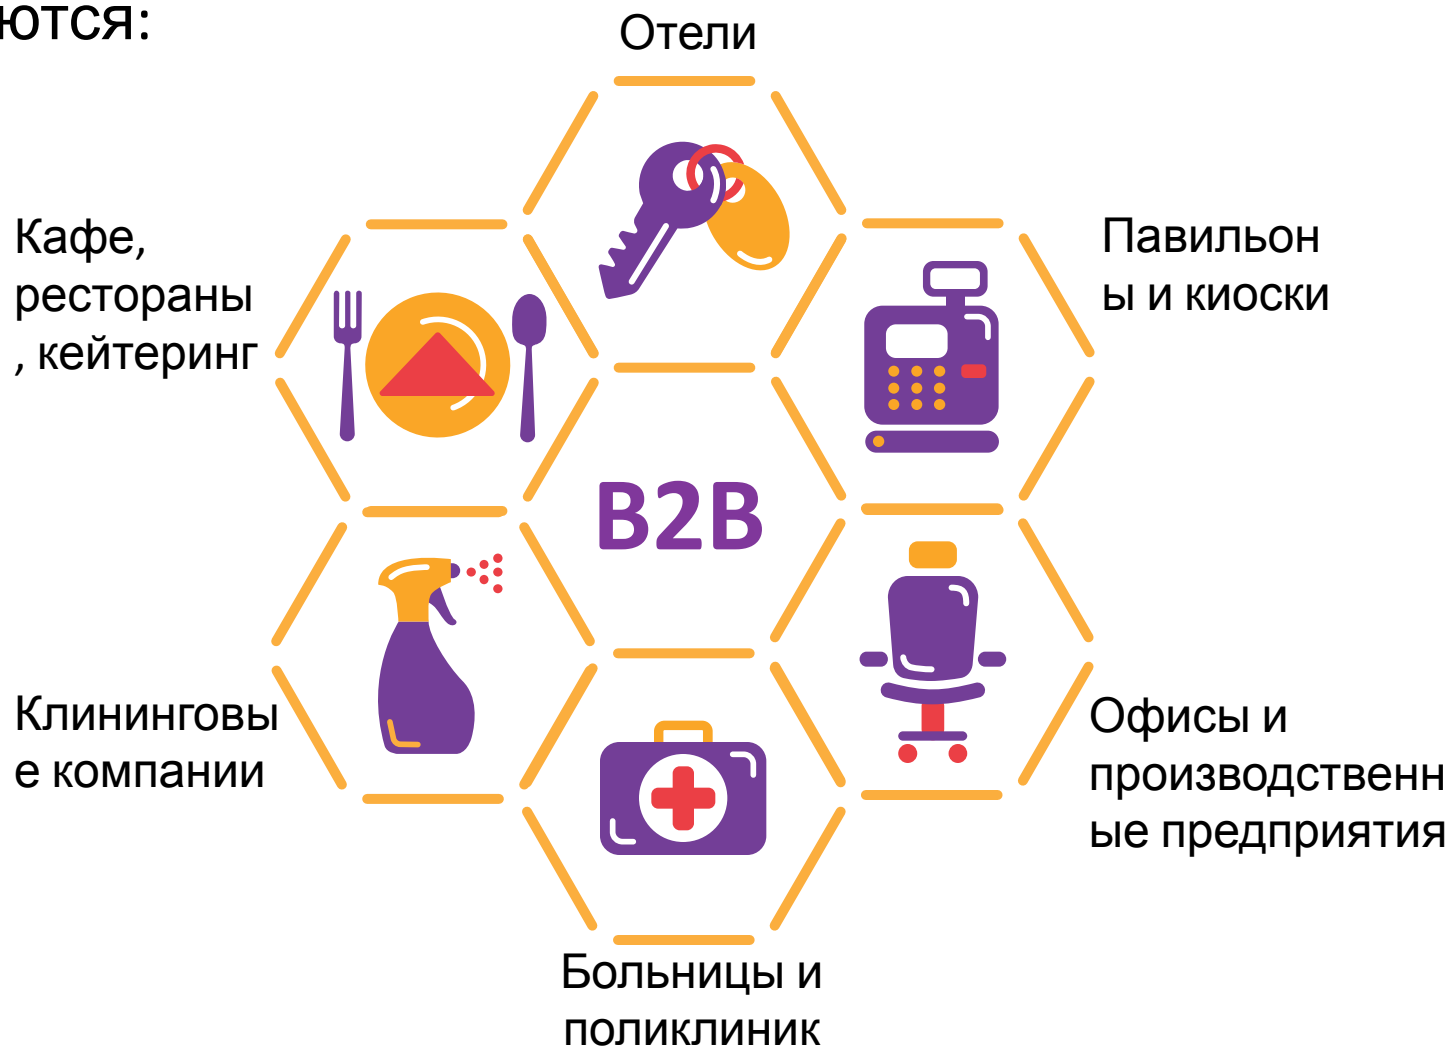 ются:
Отели
Кафе,
рестораны
, кейтеринг
Павильон
ы и киоски
B2B
Клининговы
е компании
Офисы и
производственн
ые предприятия
Больницы и
поликлиник